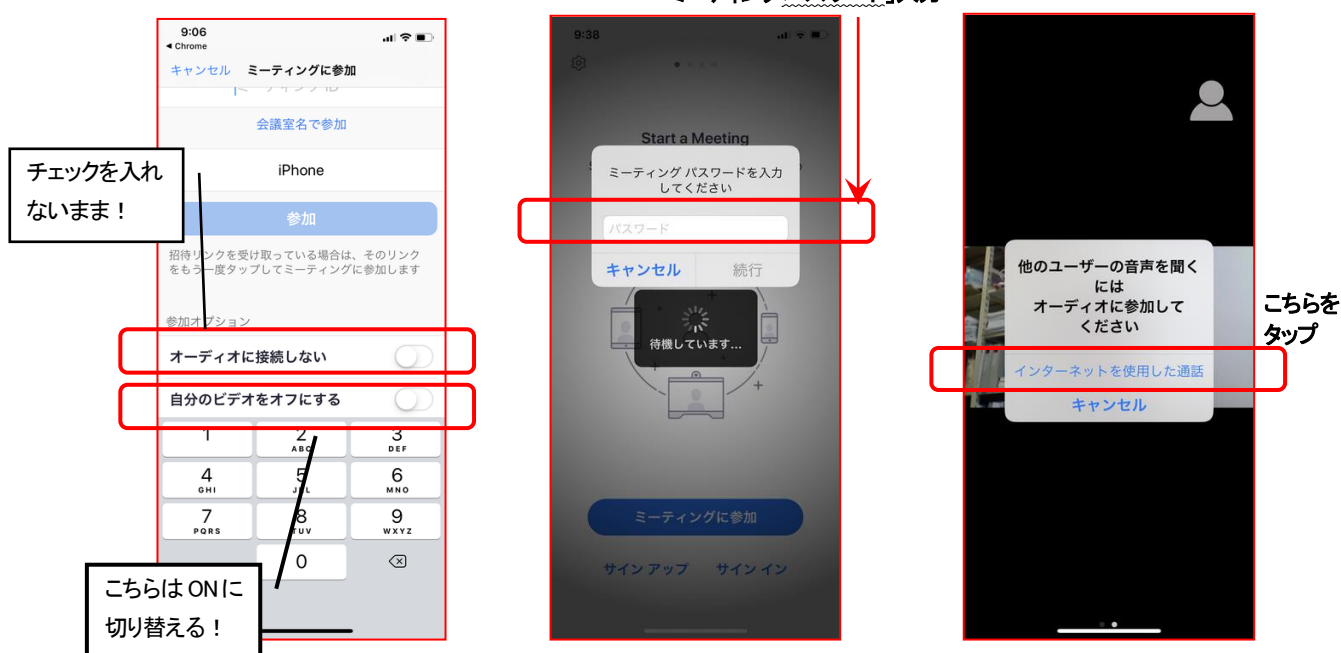 9:06
◀ Chrome
キャンセル ミーティングに参加
会議室名で参加
iPhone
参加
招待リンクを受け取っている場合は、そのリンク
をもう一度タップしてミーティングに参加します
参加オプション
オーディオに接続しない
自分のビデオをオフにする
1
2 ABC
3 DEF
4 GHI
5 JKL
6 MNO
7 PQRS
8 TUV
9 WXYZ
0
チェックを入れ
ないまま!
こちらは ON に
切り替える!
9:38
Start a Meeting
ミーティング パスワードを入力
してください
パスワード
キャンセル 続行
待機しています...
ミーティングに参加
サイン アップ サイン イン
他のユーザーの音声を聞く
には
オーディオに参加して
ください
インターネットを使用した通話
キャンセル
こちらを
タップ